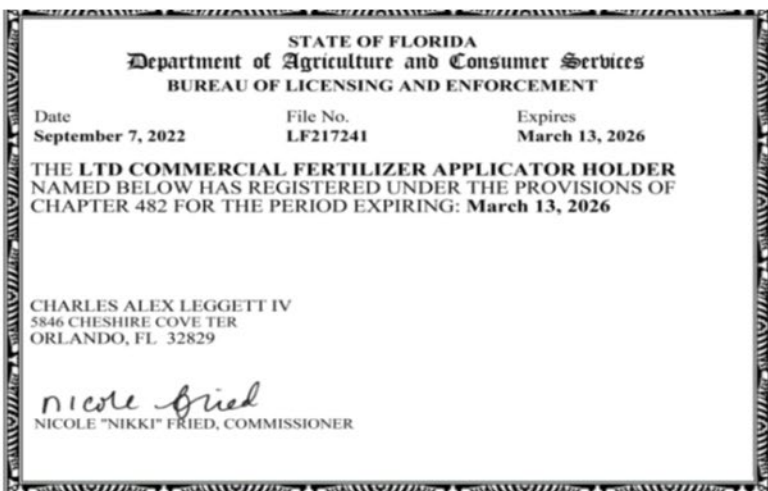 STATE OF FLORIDA
Department of Agriculture and Consumer Services
BUREAU OF LICENSING AND ENFORCEMENT
Date File No. Expires
September 7, 2022 LF217241 March 13, 2026
THE LTD COMMERCIAL FERTILIZER APPLICATOR HOLDER
NAMED BELOW HAS REGISTERED UNDER THE PROVISIONS OF
CHAPTER 482 FOR THE PERIOD EXPIRING: March 13, 2026
CHARLES ALEX LEGGETT IV
5846 CHESHIRE COVE TER
ORLANDO, FL 32829
nicole fried
NICOLE "NIKKI" FRIED, COMMISSIONER